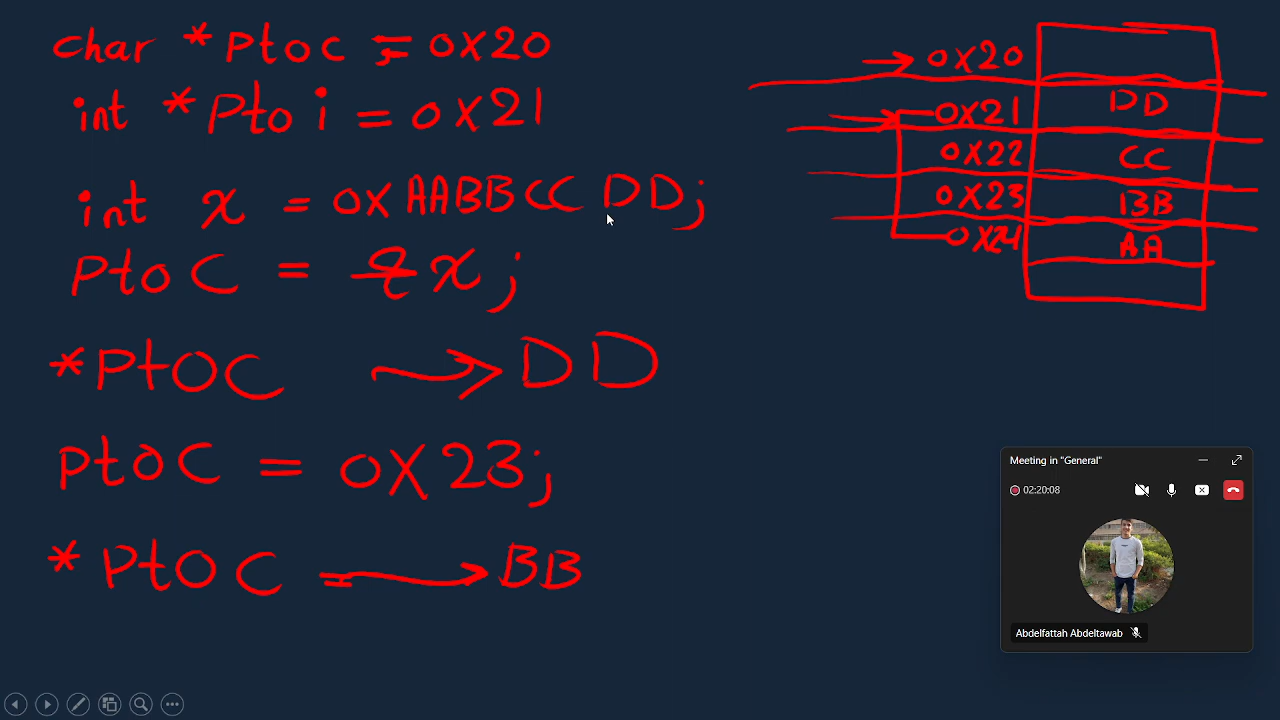 char *ptoc = 0x20
int *Ptoi = 0x21
int x = 0xAABBCCDD;
PtoC = &x;
*PtOC → DD
PtOC = 0x23;
*PtOC = → BB
→ 0x20
→ 0x21 DD
0x22 CC
0x23 BB
0x24 AA
Meeting in "General"
02:20:08
Abdelfattah Abdeltawab